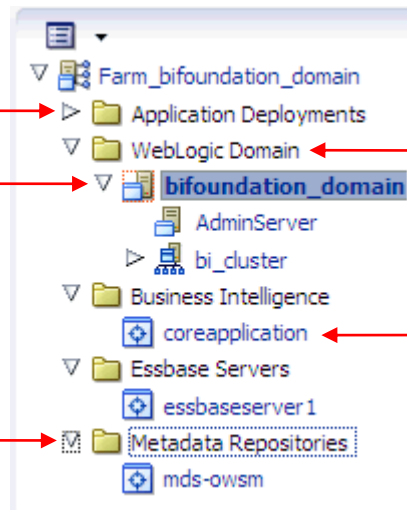 Farm_bifoundation_domain
Application Deployments
WebLogic Domain
bifoundation_domain
AdminServer
bi_cluster
Business Intelligence
coreapplication
Essbase Servers
essbaseserver1
Metadata Repositories
mds-owsm